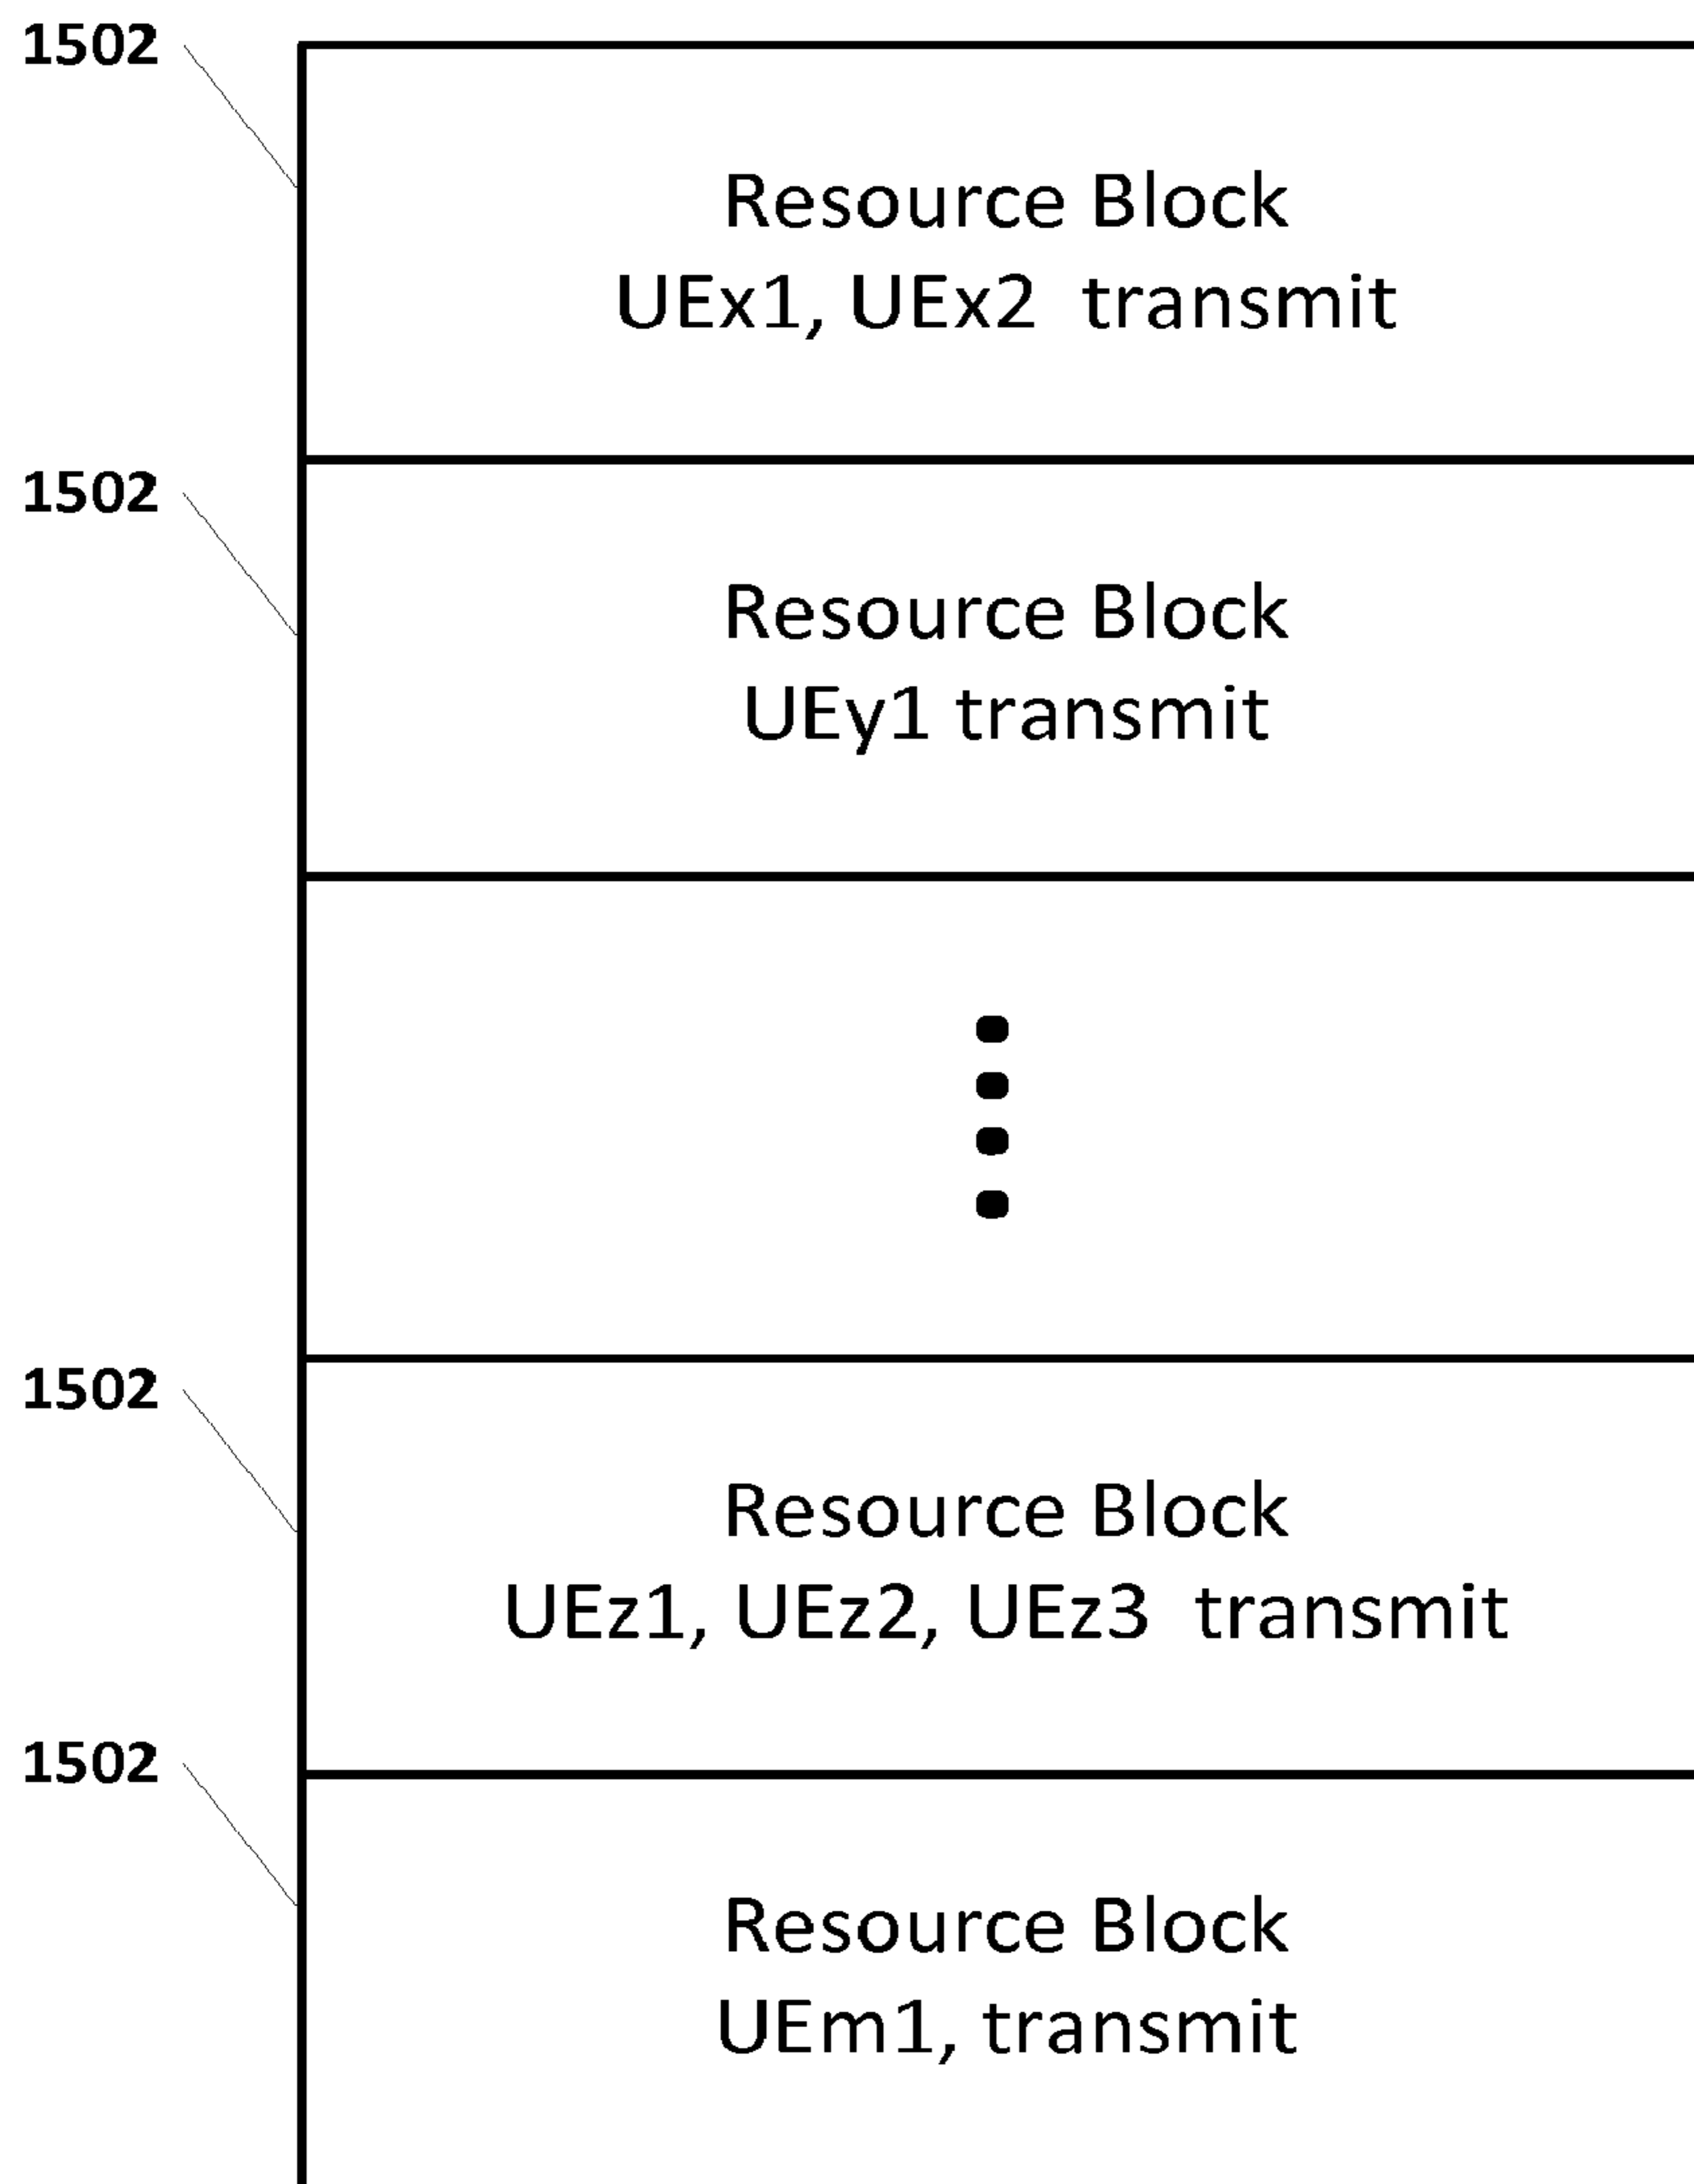 1502
Resource Block
UEx1, UEx2 transmit
1502
Resource Block
UEy1 transmit
1502
Resource Block
UEz1, UEz2, UEz3 transmit
1502
Resource Block
UEm1, transmit